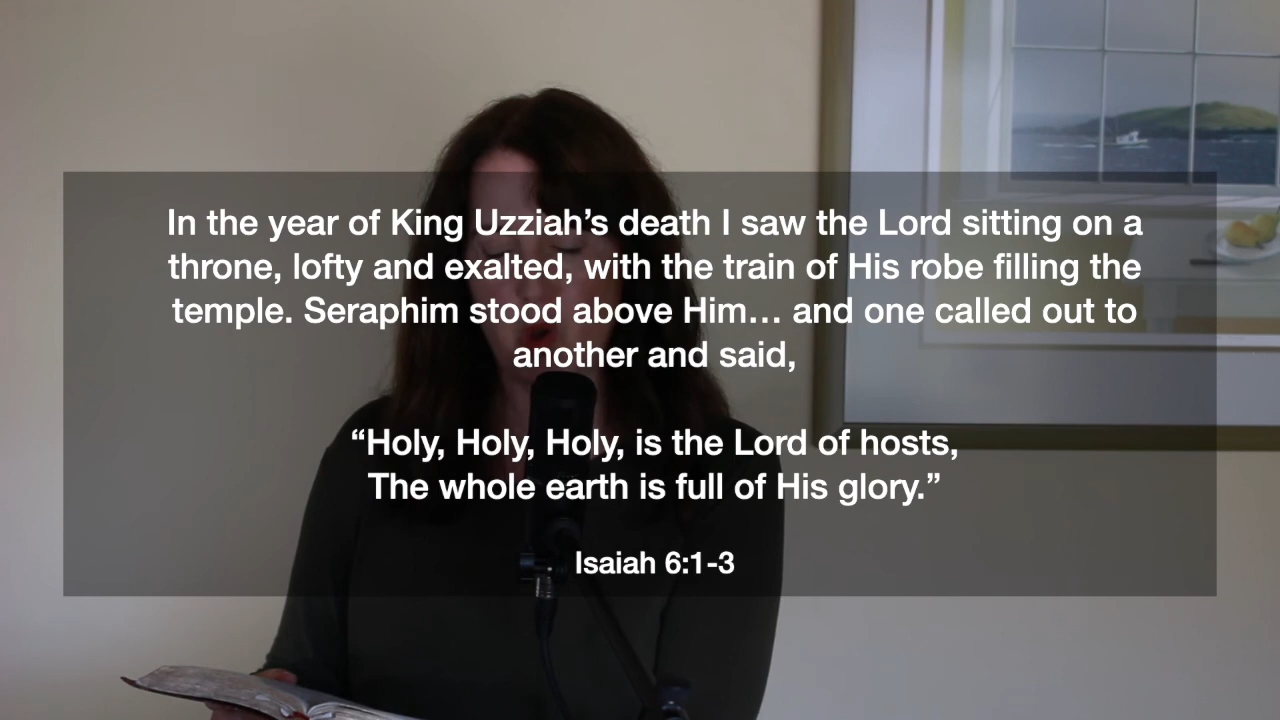 In the year of King Uzziah’s death I saw the Lord sitting on a
throne, lofty and exalted, with the train of His robe filling the
temple. Seraphim stood above Him… and one called out to
another and said,
“Holy, Holy, Holy, is the Lord of hosts,
The whole earth is full of His glory.”
Isaiah 6:1-3